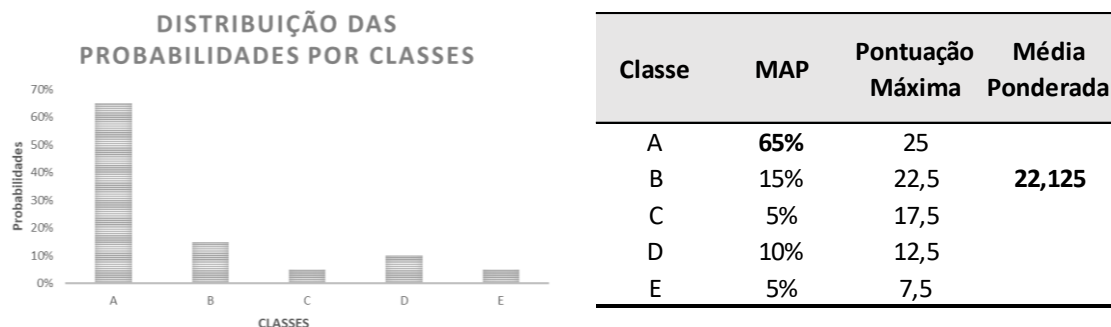 DISTRIBUIÇÃO DAS
PROBABILIDADES POR CLASSES
Probabilidades
70%
60%
50%
40%
30%
20%
10%
0%
A B C D E
CLASSES
Classe MAP Pontuação Máxima Média Ponderada
A 65% 25
B 15% 22,5 22,125
C 5% 17,5
D 10% 12,5
E 5% 7,5